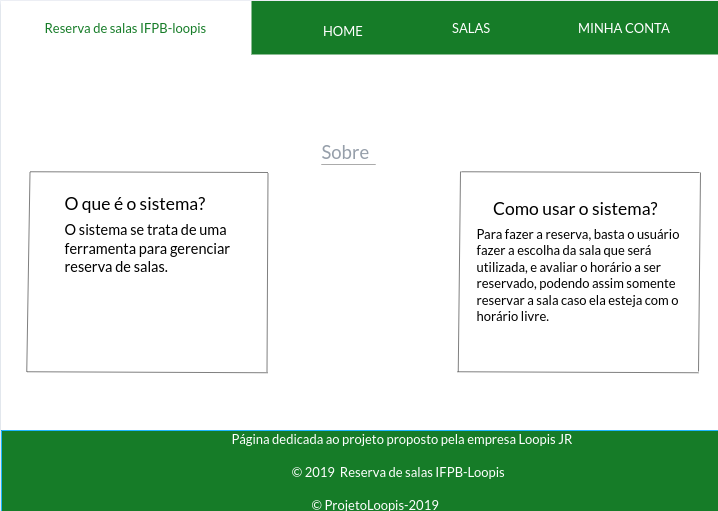 Reserva de salas IFPB-loopis
HOME
SALAS
MINHA CONTA
Sobre
O que é o sistema?
O sistema se trata de uma
ferramenta para gerenciar
reserva de salas.
Como usar o sistema?
Para fazer a reserva, basta o usuário
fazer a escolha da sala que será
utilizada, e avaliar o horário a ser
reservado, podendo assim somente
reservar a sala caso ela esteja com o
horário livre.
Página dedicada ao projeto proposto pela empresa Loopis JR
© 2019 Reserva de salas IFPB-Loopis
© ProjetoLoopis-2019